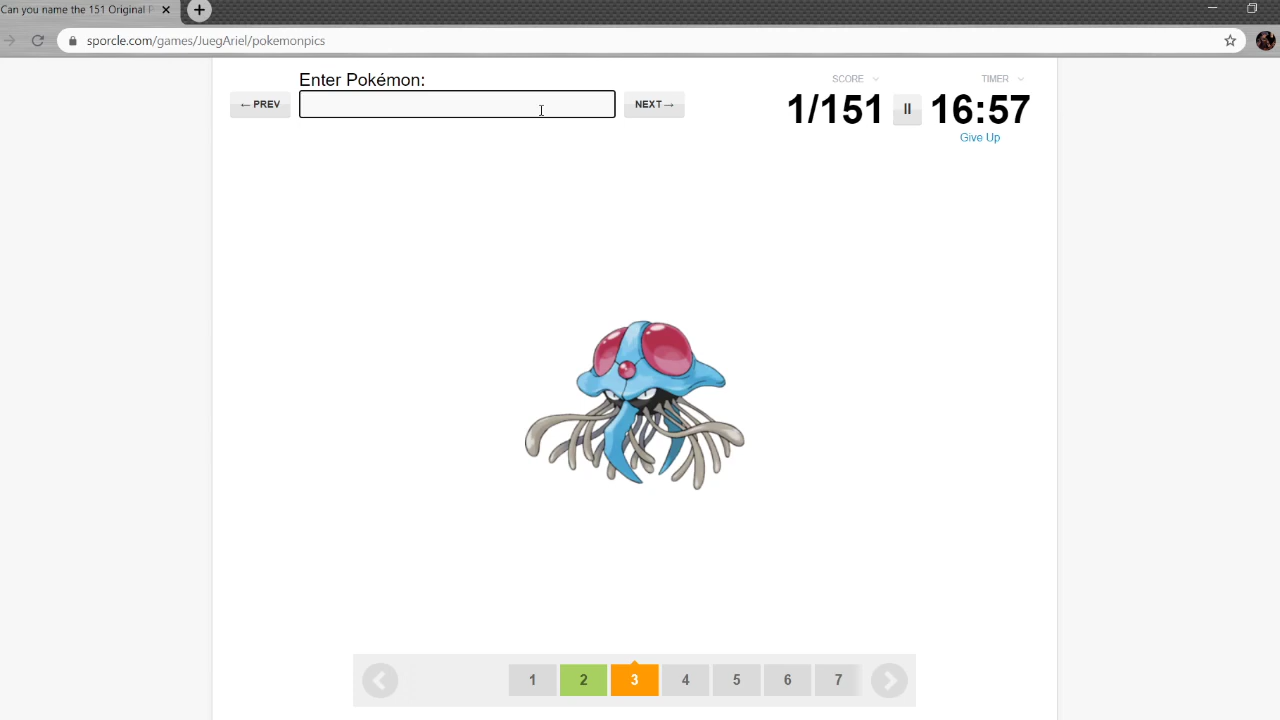 Can you name the 151 Original P
sporcle.com/games/JuegAriel/pokemonpics
Enter Pokémon:
← PREV
NEXT →
SCORE
TIMER
1/151
16:57
Give Up
1 2 3 4 5 6 7